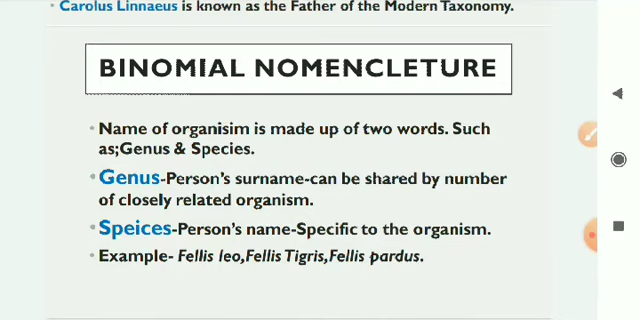 • Carolus Linnaeus is known as the Father of the Modern Taxonomy.
BINOMIAL NOMENCLETURE
• Name of organisim is made up of two words. Such
as;Genus & Species.
• Genus-Person's surname-can be shared by number
of closely related organism.
• Speices-Person's name-Specific to the organism.
• Example- Fellis leo,Fellis Tigris,Fellis pardus.